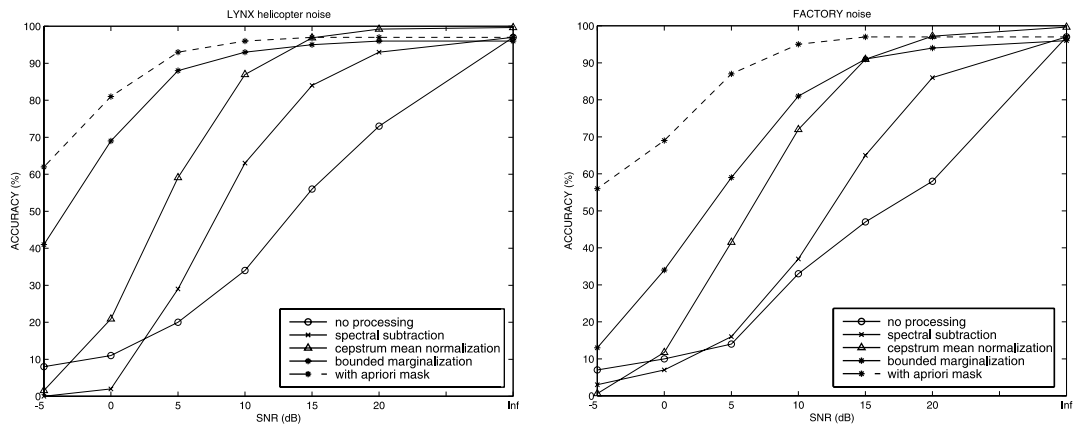 LYNX helicopter noise
100
90
80
70
60
50
40
30
20
10
0
ACCURACY (%)
-5
0
5
10
15
20
Inf
SNR (dB)
no processing
spectral subtraction
cepstrum mean normalization
bounded marginalization
with apriori mask
FACTORY noise
100
90
80
70
60
50
40
30
20
10
0
ACCURACY (%)
-5
0
5
10
15
20
Inf
SNR (dB)
no processing
spectral subtraction
cepstrum mean normalization
bounded marginalization
with apriori mask